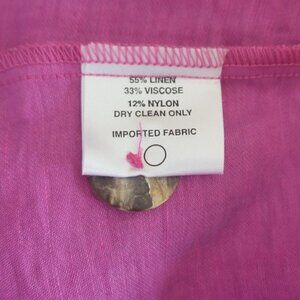 55% LINEN
33% VISCOSE
12% NYLON
DRY CLEAN ONLY
IMPORTED FABRIC